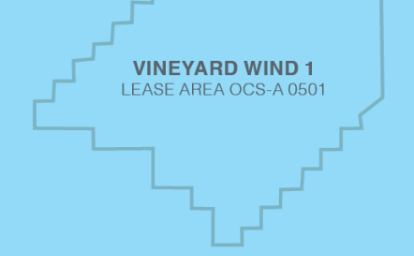 VINEYARD WIND 1
LEASE AREA OCS-A 0501